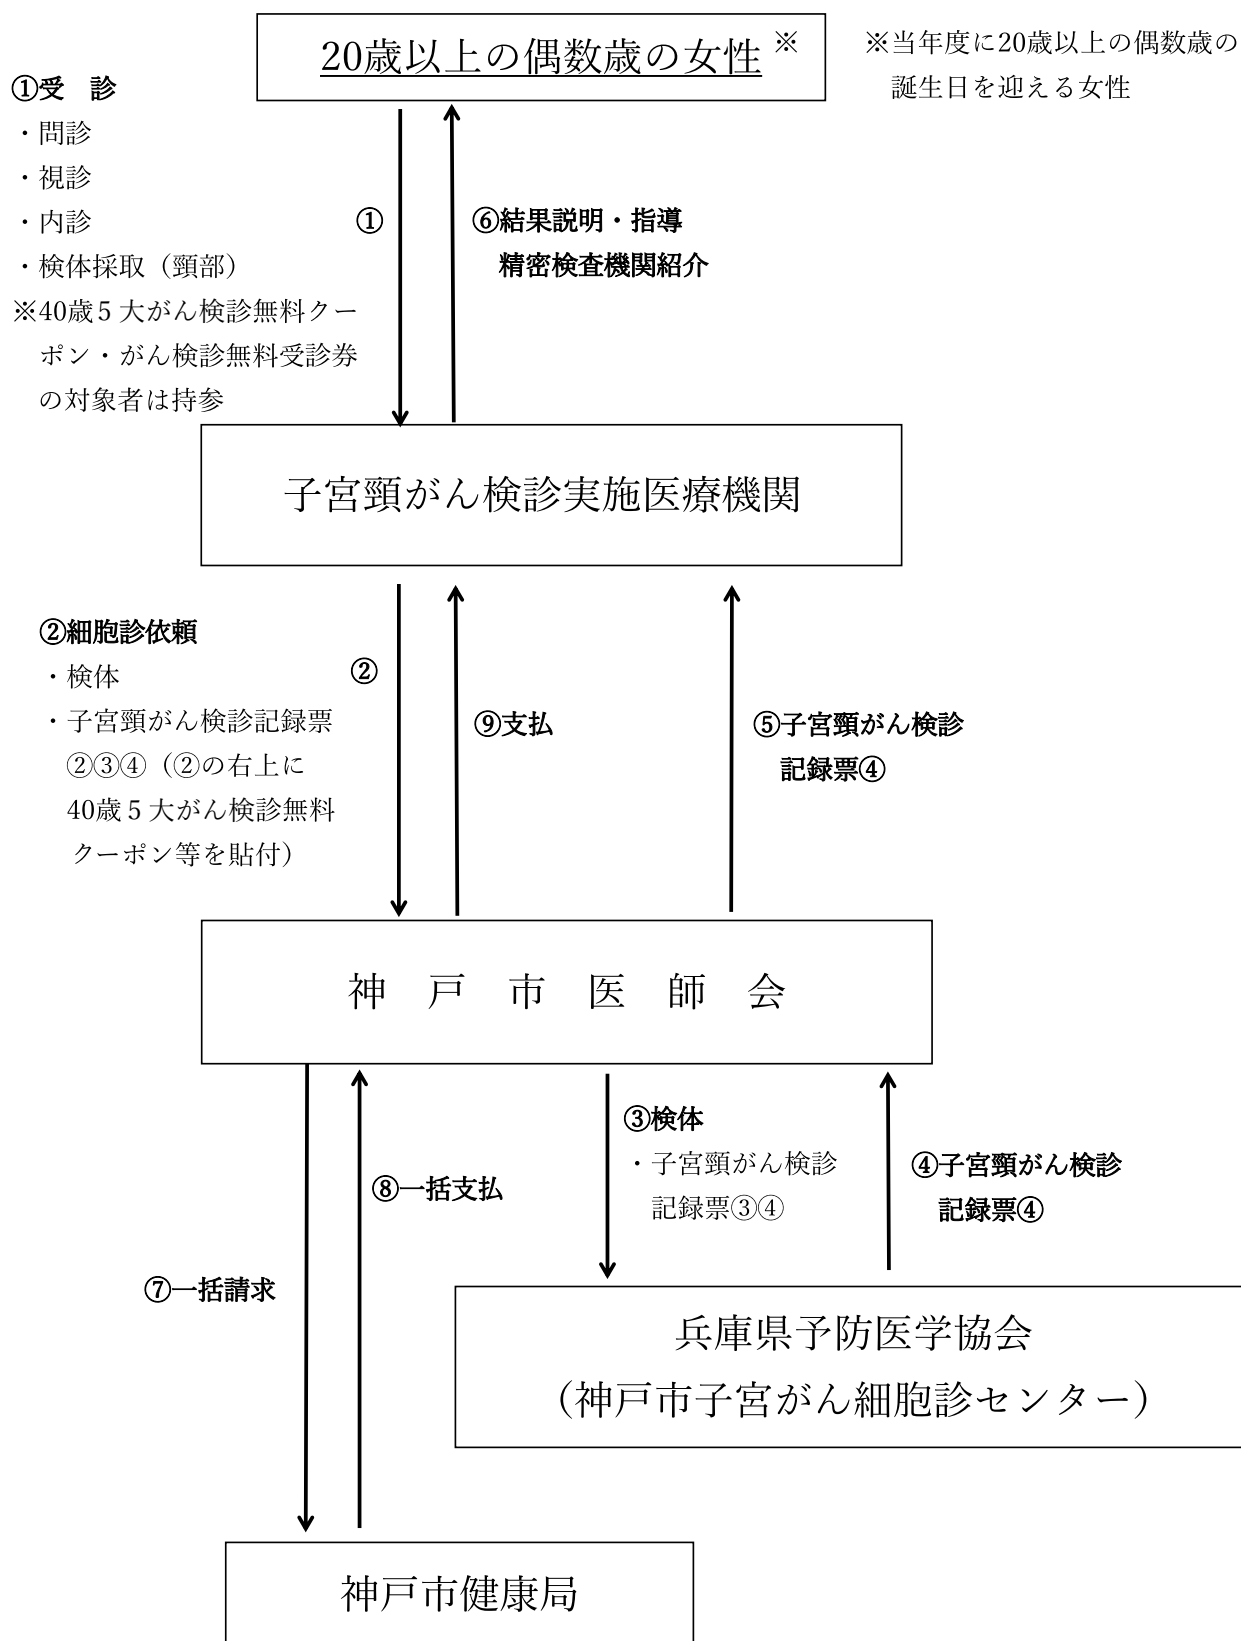 20歳以上の偶数歳の女性※
※当年度に20歳以上の偶数歳の
誕生日を迎える女性
①受　診
・問診
・視診
・内診
・検体採取（頸部）
※40歳５大がん検診無料クー
ポン・がん検診無料受診券
の対象者は持参
①
⑥結果説明・指導
精密検査機関紹介
子宮頸がん検診実施医療機関
②細胞診依頼
・検体
・子宮頸がん検診記録票
②③④（②の右上に
40歳５大がん検診無料
クーポン等を貼付）
②
⑨支払
⑤子宮頸がん検診
記録票④
神　戸　市　医　師　会
③検体
・子宮頸がん検診
記録票③④
④子宮頸がん検診
記録票④
⑧一括支払
⑦一括請求
兵庫県予防医学協会
（神戸市子宮がん細胞診センター）
神戸市健康局